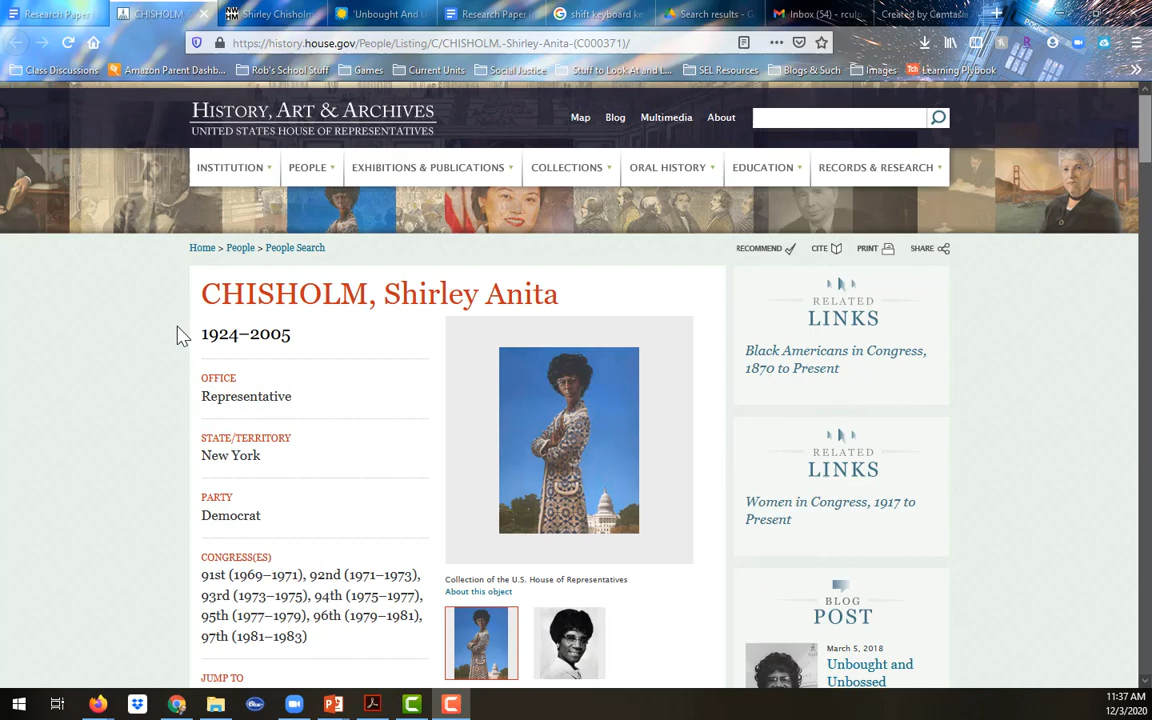 Research Paper
CHISHOLM
Shirley Chisholm
'Unbought And U
Research Paper In
shift keyboard ke
Search results - G
Inbox (54) - rculp
Created by Camtasia
https://history.house.gov/People/Listing/C/CHISHOLM,-Shirley-Anita-(C000371)/
Class Discussions
Amazon Parent Dashb...
Rob's School Stuff
Games
Current Units
Social Justice
Stuff to Look At and L...
SEL Resources
Blogs & Such
Images
Learning Playbook
HISTORY, ART & ARCHIVES
UNITED STATES HOUSE OF REPRESENTATIVES
Map
Blog
Multimedia
About
INSTITUTION
PEOPLE
EXHIBITIONS & PUBLICATIONS
COLLECTIONS
ORAL HISTORY
EDUCATION
RECORDS & RESEARCH
Home > People > People Search
RECOMMEND
CITE
PRINT
SHARE
CHISHOLM, Shirley Anita
1924–2005
OFFICE
Representative
STATE/TERRITORY
New York
PARTY
Democrat
CONGRESS(ES)
91st (1969–1971), 92nd (1971–1973),
93rd (1973–1975), 94th (1975–1977),
95th (1977–1979), 96th (1979–1981),
97th (1981–1983)
JUMP TO
Collection of the U.S. House of Representatives
About this object
RELATED
LINKS
Black Americans in Congress,
1870 to Present
RELATED
LINKS
Women in Congress, 1917 to
Present
BLOG
POST
March 5, 2018
Unbought and
Unbossed
11:37 AM
12/3/2020